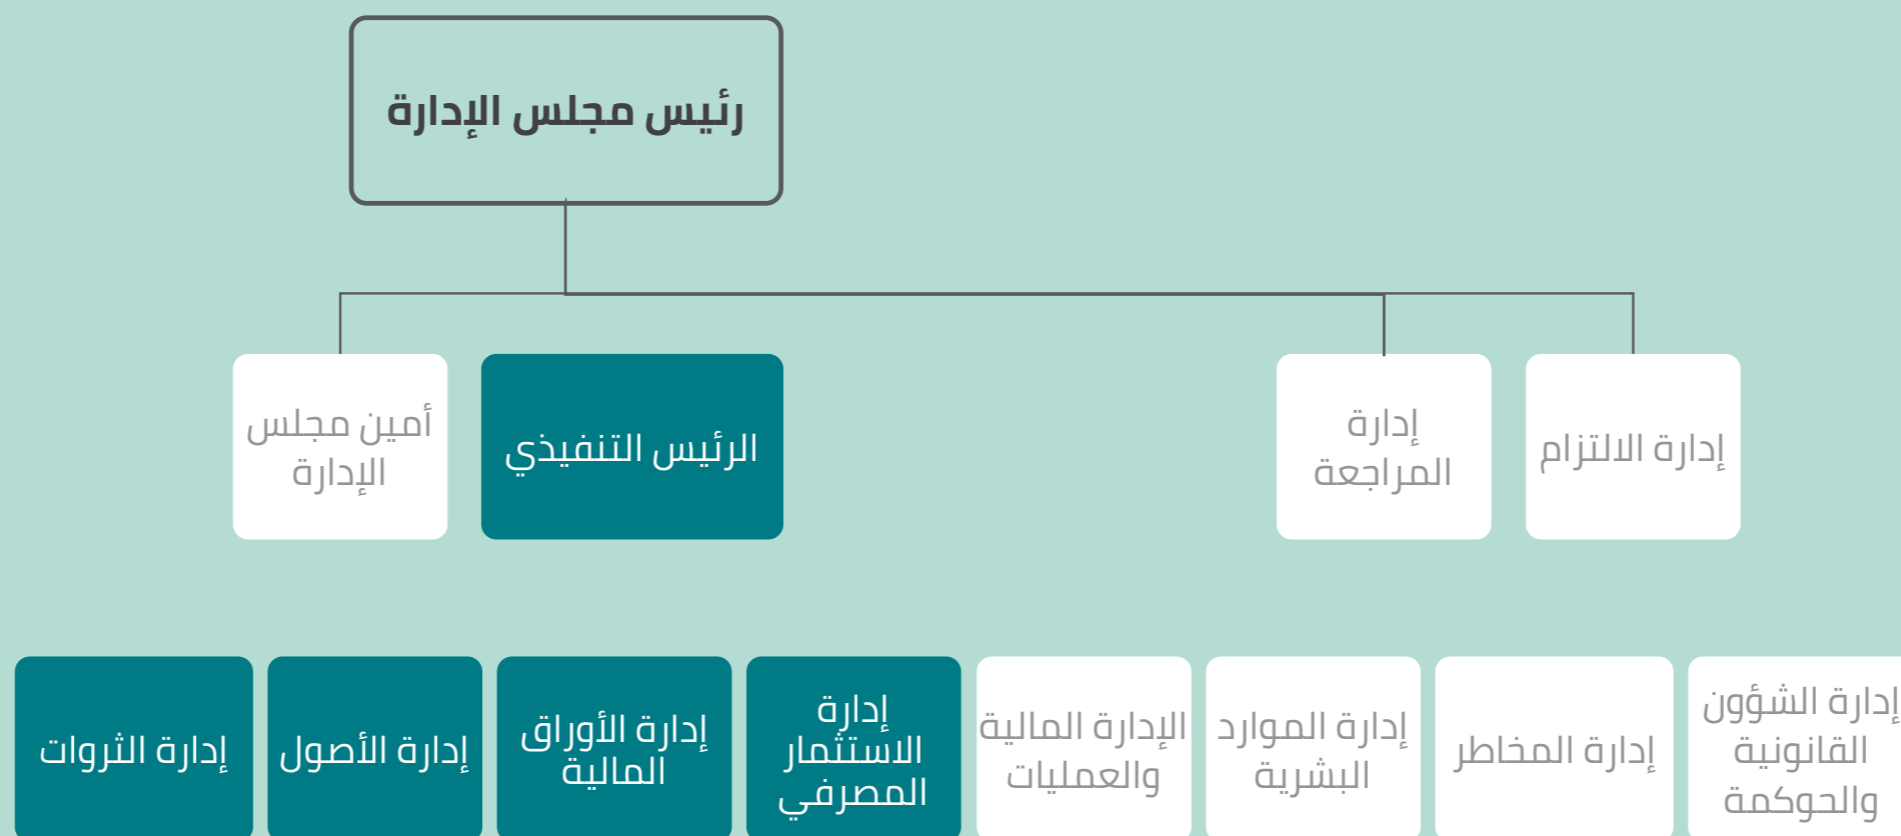 رئيس مجلس الإدارة
إدارة الالتزام
إدارة
المراجعة
الرئيس التنفيذي
أمين مجلس
الإدارة
إدارة الشؤون
القانونية
والحوكمة
إدارة المخاطر
إدارة الموارد
البشرية
الإدارة المالية
والعمليات
إدارة
الاستثمار
المصرفي
إدارة الأوراق
المالية
إدارة الأصول
إدارة الثروات